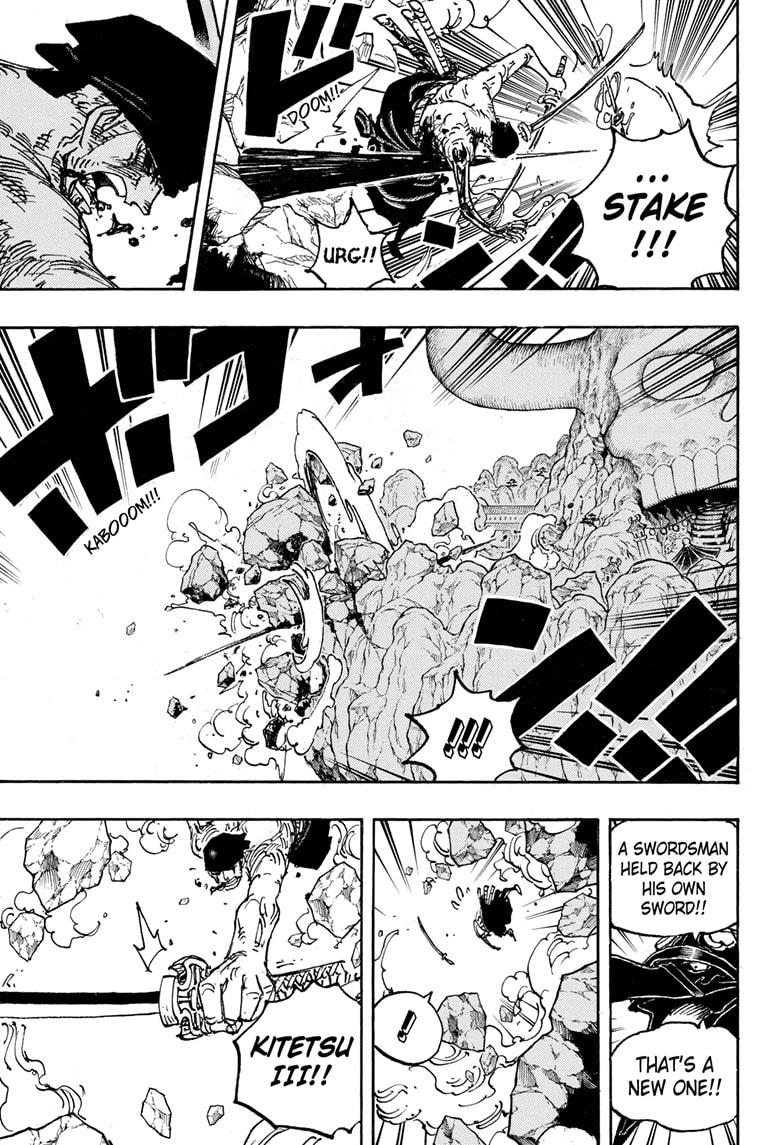 ...
STAKE
!!!
ドン
DOOM!!
URG!!
ドゴォ
KABOOOM!!!
!!!!
A SWORDSMAN
HELD BACK BY
HIS OWN
SWORD!!
THAT'S A
NEW ONE!!
!!
KITETSU
III!!